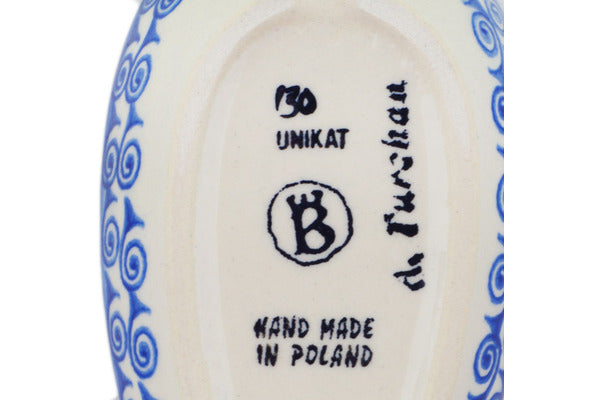 130
UNIKAT
B
HAND MADE
IN POLAND